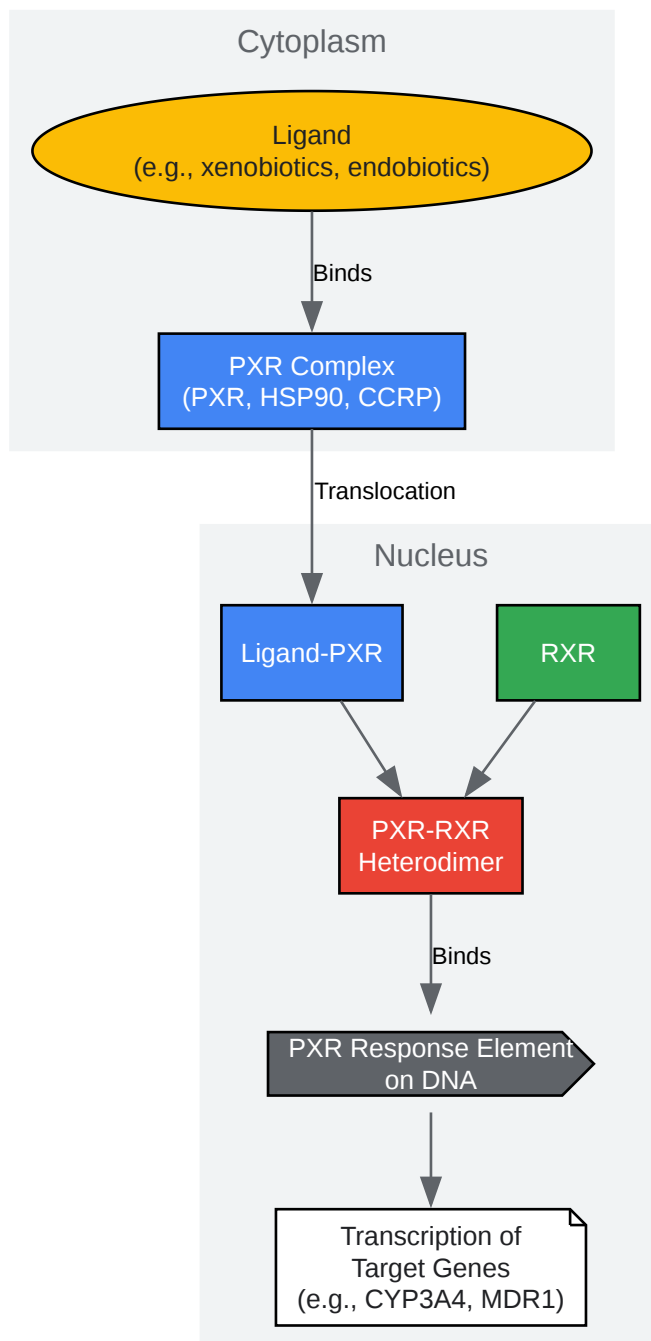 Cytoplasm
Ligand
(e.g., xenobiotics, endobiotics)
Binds
PXR Complex
(PXR, HSP90, CCRP)
Translocation
Nucleus
Ligand-PXR
RXR
PXR-RXR
Heterodimer
Binds
PXR Response Element
on DNA
Transcription of
Target Genes
(e.g., CYP3A4, MDR1)